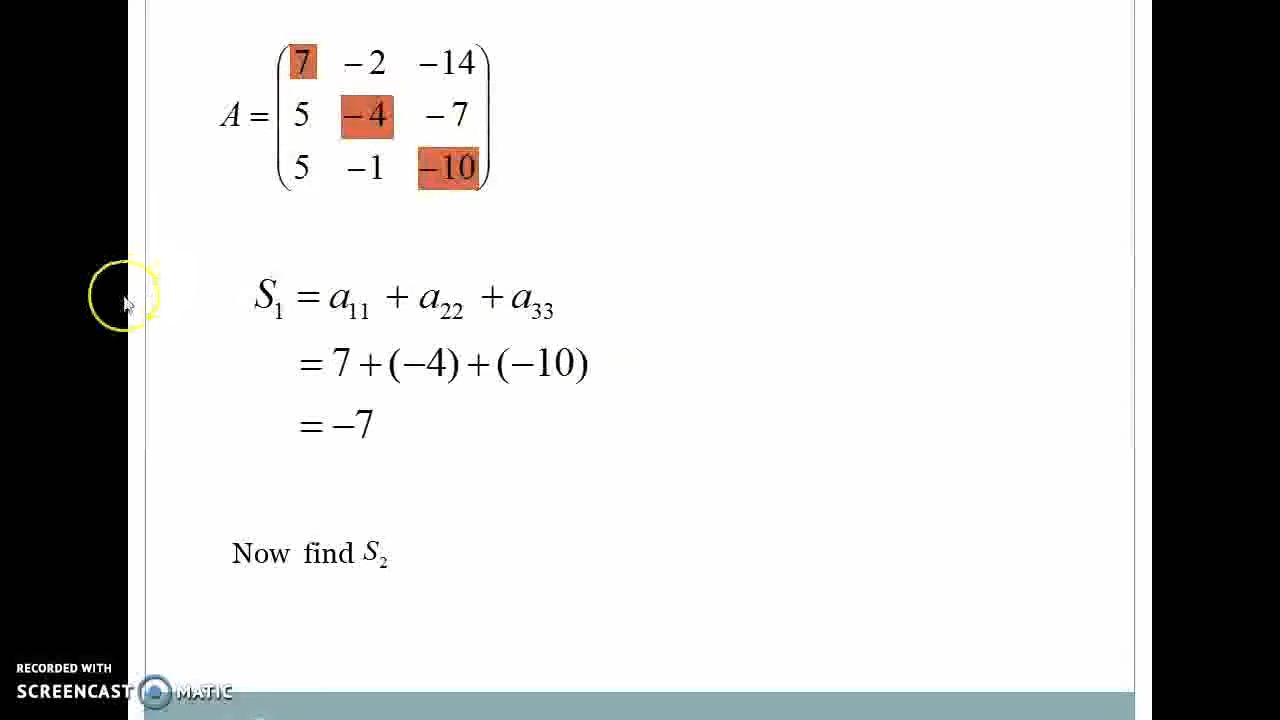 A = ( 7 −2 −14
5 −4 −7
5 −1 −10 )
S₁ = a₁₁ + a₂₂ + a₃₃
= 7 + (−4) + (−10)
= −7
Now find S₂
RECORDED WITH
SCREENCAST MATIC